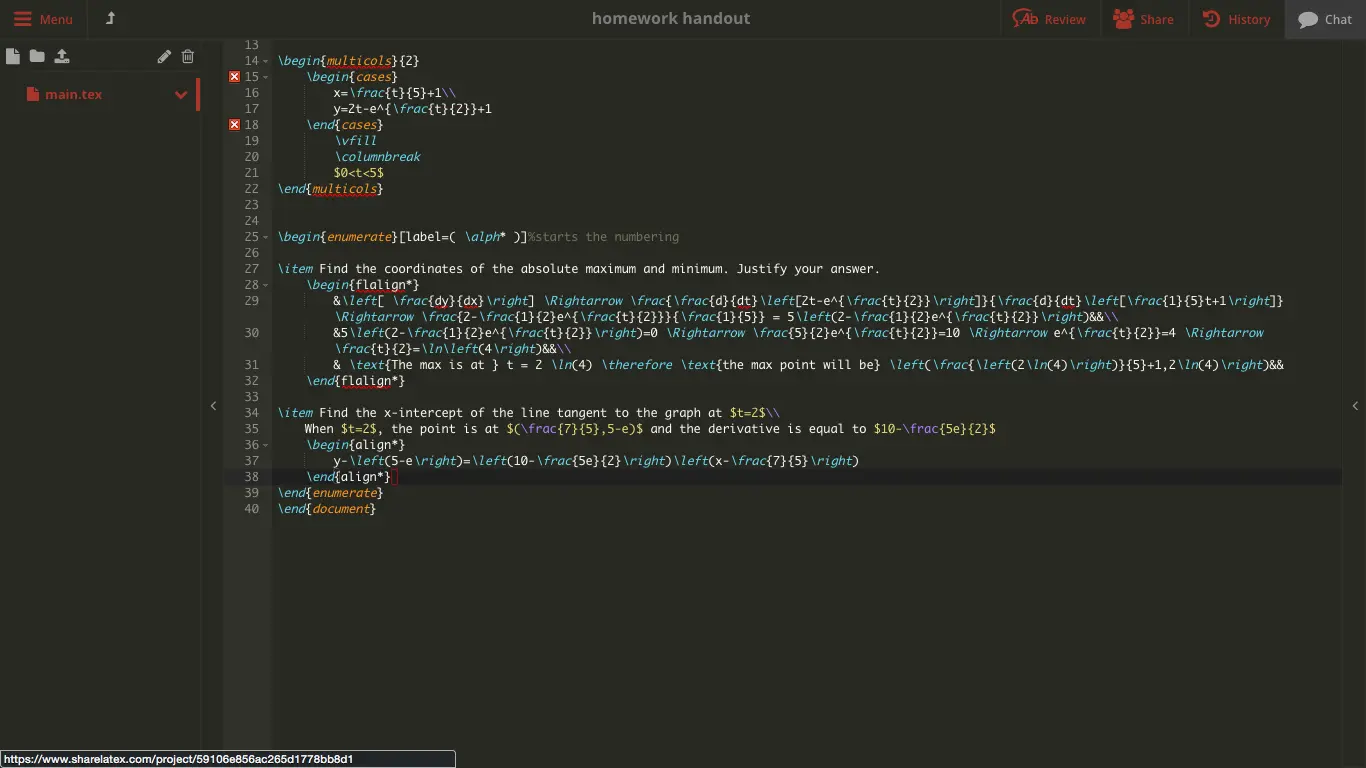 Menu
homework handout
Review
Share
History
Chat
main.tex
13
14 \begin{multicols}{2}
15 \begin{cases}
16 x=\frac{t}{5}+1\\
17 y=2t-e^{\frac{t}{2}}+1
18 \end{cases}
19 \vfill
20 \columnbreak
21 $0<t<5$
22 \end{multicols}
23
24
25 \begin{enumerate}[label=( \alph* )]%starts the numbering
26
27 \item Find the coordinates of the absolute maximum and minimum. Justify your answer.
28 \begin{flalign*}
29 &\left[ \frac{dy}{dx}\right] \Rightarrow \frac{\frac{d}{dt}\left[2t-e^{\frac{t}{2}}\right]}{\frac{d}{dt}\left[\frac{1}{5}t+1\right]}
\Rightarrow \frac{2-\frac{1}{2}e^{\frac{t}{2}}}{\frac{1}{5}} = 5\left(2-\frac{1}{2}e^{\frac{t}{2}}\right)&&\\
30 &5\left(2-\frac{1}{2}e^{\frac{t}{2}}\right)=0 \Rightarrow \frac{5}{2}e^{\frac{t}{2}}=10 \Rightarrow e^{\frac{t}{2}}=4 \Rightarrow
\frac{t}{2}=\ln\left(4\right)&&\\
31 & \text{The max is at } t = 2 \ln(4) \therefore \text{the max point will be} \left(\frac{\left(2\ln(4)\right)}{5}+1,2\ln(4)\right)&&
32 \end{flalign*}
33
34 \item Find the x-intercept of the line tangent to the graph at $t=2$\\
35 When $t=2$, the point is at $(\frac{7}{5},5-e)$ and the derivative is equal to $10-\frac{5e}{2}$
36 \begin{align*}
37 y-\left(5-e\right)=\left(10-\frac{5e}{2}\right)\left(x-\frac{7}{5}\right)
38 \end{align*}
39 \end{enumerate}
40 \end{document}
https://www.sharelatex.com/project/59106e856ac265d1778bb8d1